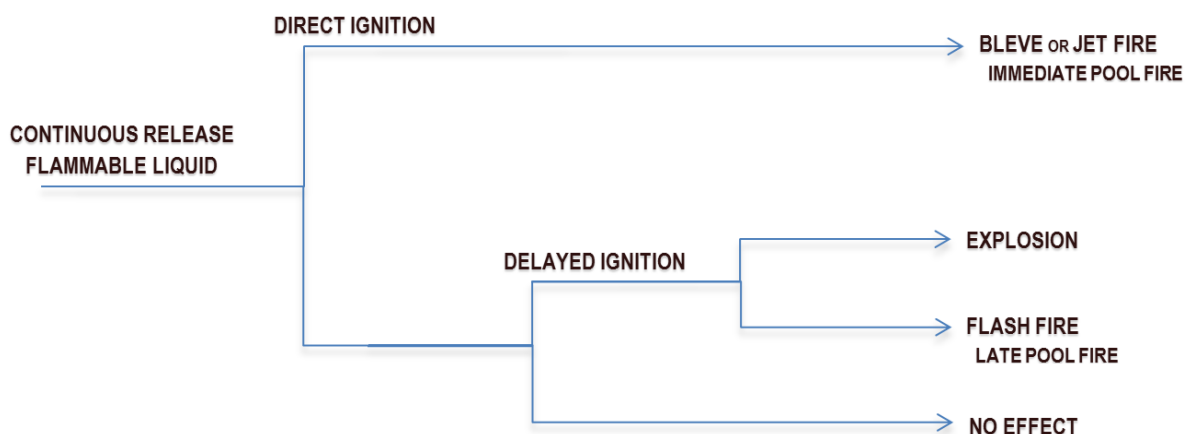 DIRECT IGNITION
BLEVE OR JET FIRE
IMMEDIATE POOL FIRE
CONTINUOUS RELEASE
FLAMMABLE LIQUID
EXPLOSION
DELAYED IGNITION
FLASH FIRE
LATE POOL FIRE
NO EFFECT